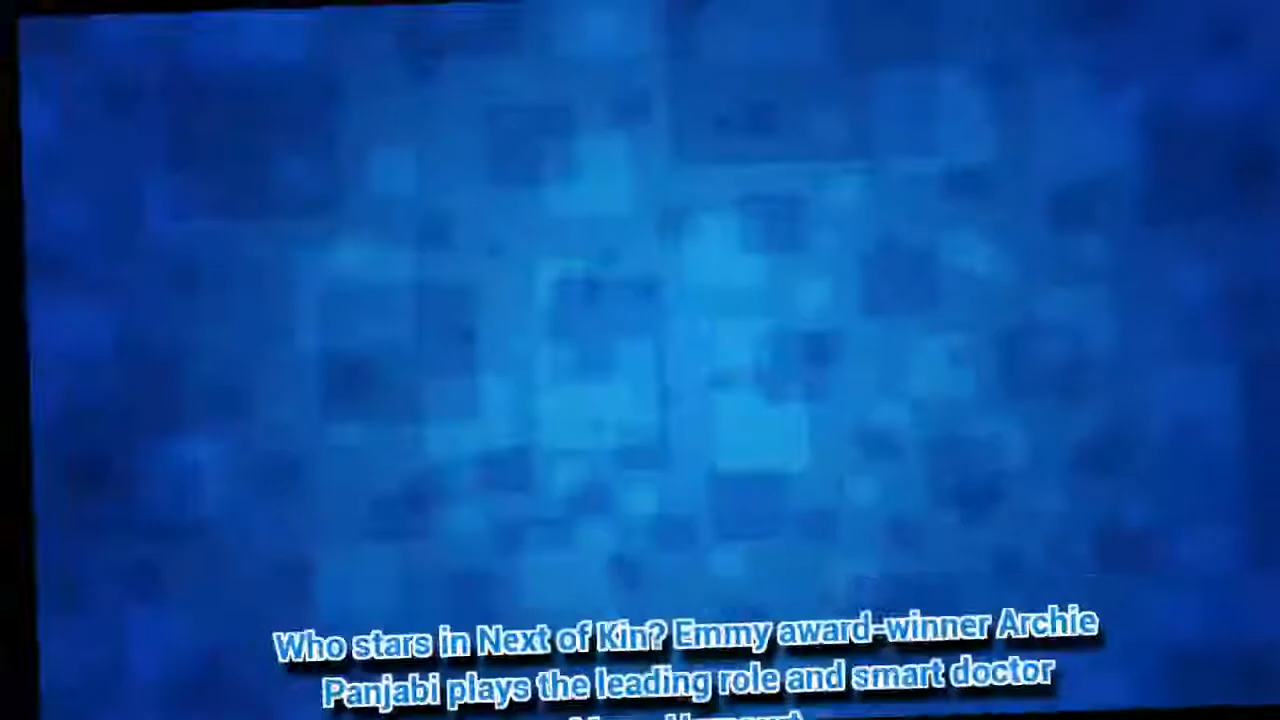 Who stars in Next of Kin? Emmy award-winner Archie
Panjabi plays the leading role and smart doctor